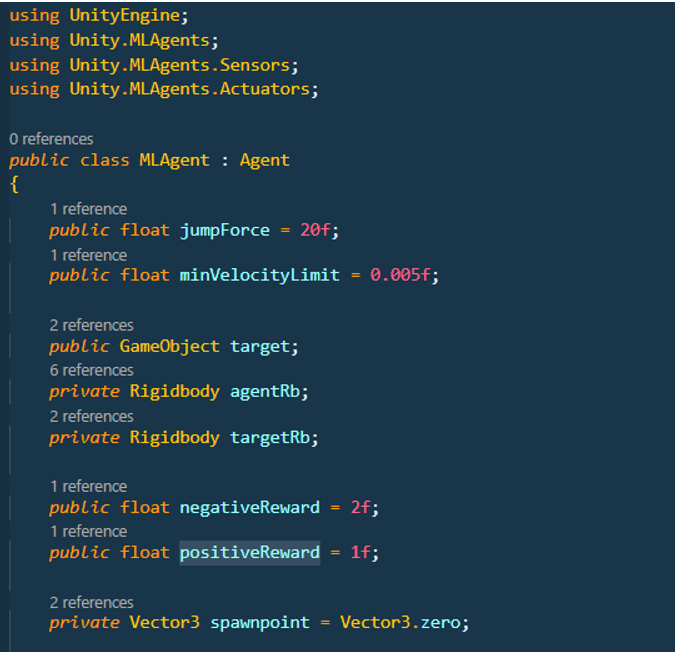 using UnityEngine;
using Unity.MLAgents;
using Unity.MLAgents.Sensors;
using Unity.MLAgents.Actuators;
0 references
public class MLAgent : Agent
{
1 reference
public float jumpForce = 20f;
1 reference
public float minVelocityLimit = 0.005f;
2 references
public GameObject target;
6 references
private Rigidbody agentRb;
2 references
private Rigidbody targetRb;
1 reference
public float negativeReward = 2f;
1 reference
public float positiveReward = 1f;
2 references
private Vector3 spawnpoint = Vector3.zero;